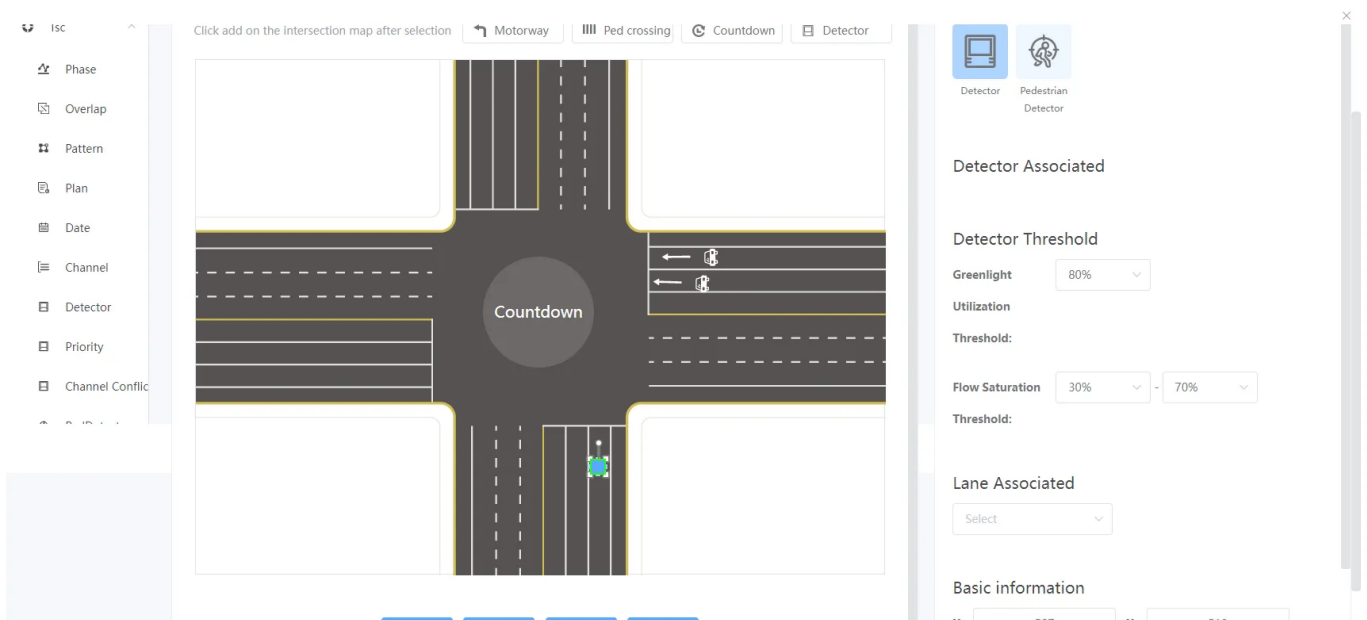 Tsc
Phase
Overlap
Pattern
Plan
Date
Channel
Detector
Priority
Channel Conflic
Click add on the intersection map after selection
Motorway
Ped crossing
Countdown
Detector
Countdown
Detector
Pedestrian
Detector
Detector Associated
Detector Threshold
Greenlight
Utilization
Threshold:
80%
Flow Saturation
Threshold:
30%
-
70%
Lane Associated
Select
Basic information